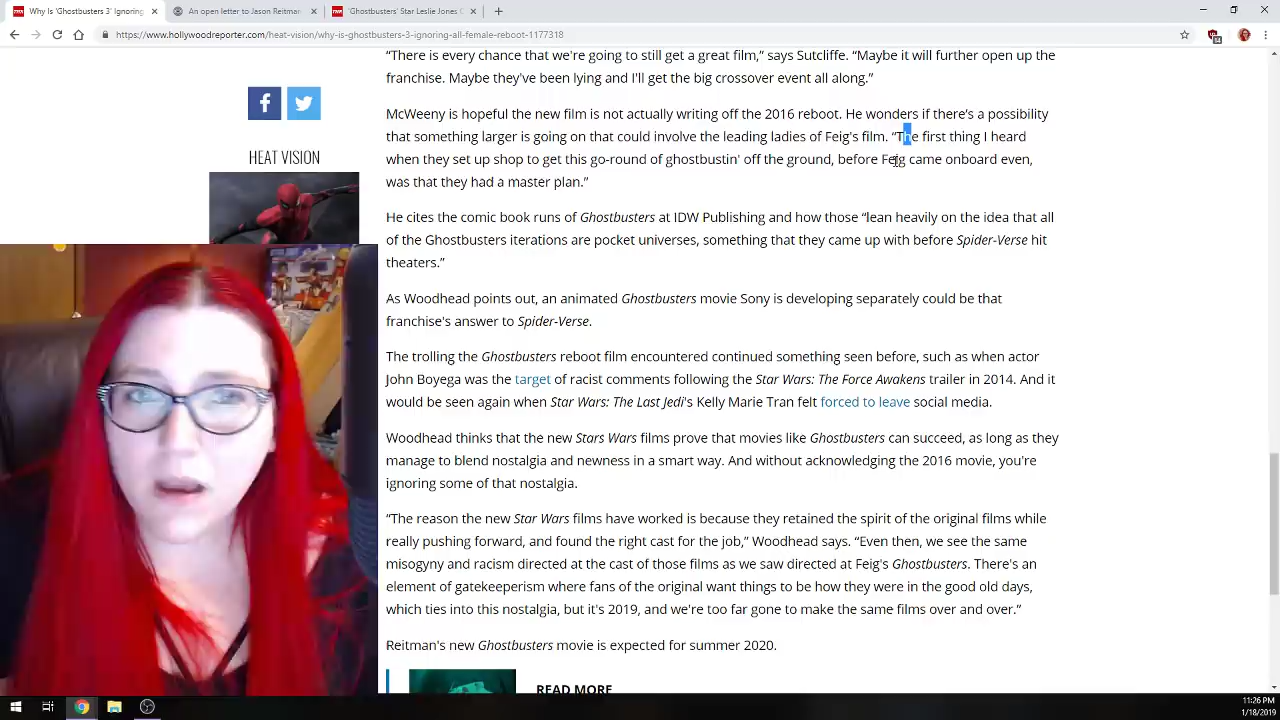 Why Is 'Ghostbusters 3' Ignoring
An open letter to Jason Reitman
'Ghostbusters' Star Leslie Jones C
https://www.hollywoodreporter.com/heat-vision/why-is-ghostbusters-3-ignoring-all-female-reboot-1177318
“There is every chance that we're going to still get a great film,” says Sutcliffe. “Maybe it will further open up the
franchise. Maybe they've been lying and I'll get the big crossover event all along.”
McWeeny is hopeful the new film is not actually writing off the 2016 reboot. He wonders if there's a possibility
that something larger is going on that could involve the leading ladies of Feig's film. “The first thing I heard
when they set up shop to get this go-round of ghostbustin' off the ground, before Feig came onboard even,
was that they had a master plan.”
HEAT VISION
He cites the comic book runs of Ghostbusters at IDW Publishing and how those “lean heavily on the idea that all
of the Ghostbusters iterations are pocket universes, something that they came up with before Spider-Verse hit
theaters.”
As Woodhead points out, an animated Ghostbusters movie Sony is developing separately could be that
franchise's answer to Spider-Verse.
The trolling the Ghostbusters reboot film encountered continued something seen before, such as when actor
John Boyega was the target of racist comments following the Star Wars: The Force Awakens trailer in 2014. And it
would be seen again when Star Wars: The Last Jedi's Kelly Marie Tran felt forced to leave social media.
Woodhead thinks that the new Stars Wars films prove that movies like Ghostbusters can succeed, as long as they
manage to blend nostalgia and newness in a smart way. And without acknowledging the 2016 movie, you're
ignoring some of that nostalgia.
“The reason the new Star Wars films have worked is because they retained the spirit of the original films while
really pushing forward, and found the right cast for the job,” Woodhead says. “Even then, we see the same
misogyny and racism directed at the cast of those films as we saw directed at Feig's Ghostbusters. There's an
element of gatekeeperism where fans of the original want things to be how they were in the good old days,
which ties into this nostalgia, but it's 2019, and we're too far gone to make the same films over and over.”
Reitman's new Ghostbusters movie is expected for summer 2020.
READ MORE
11:26 PM
1/18/2019